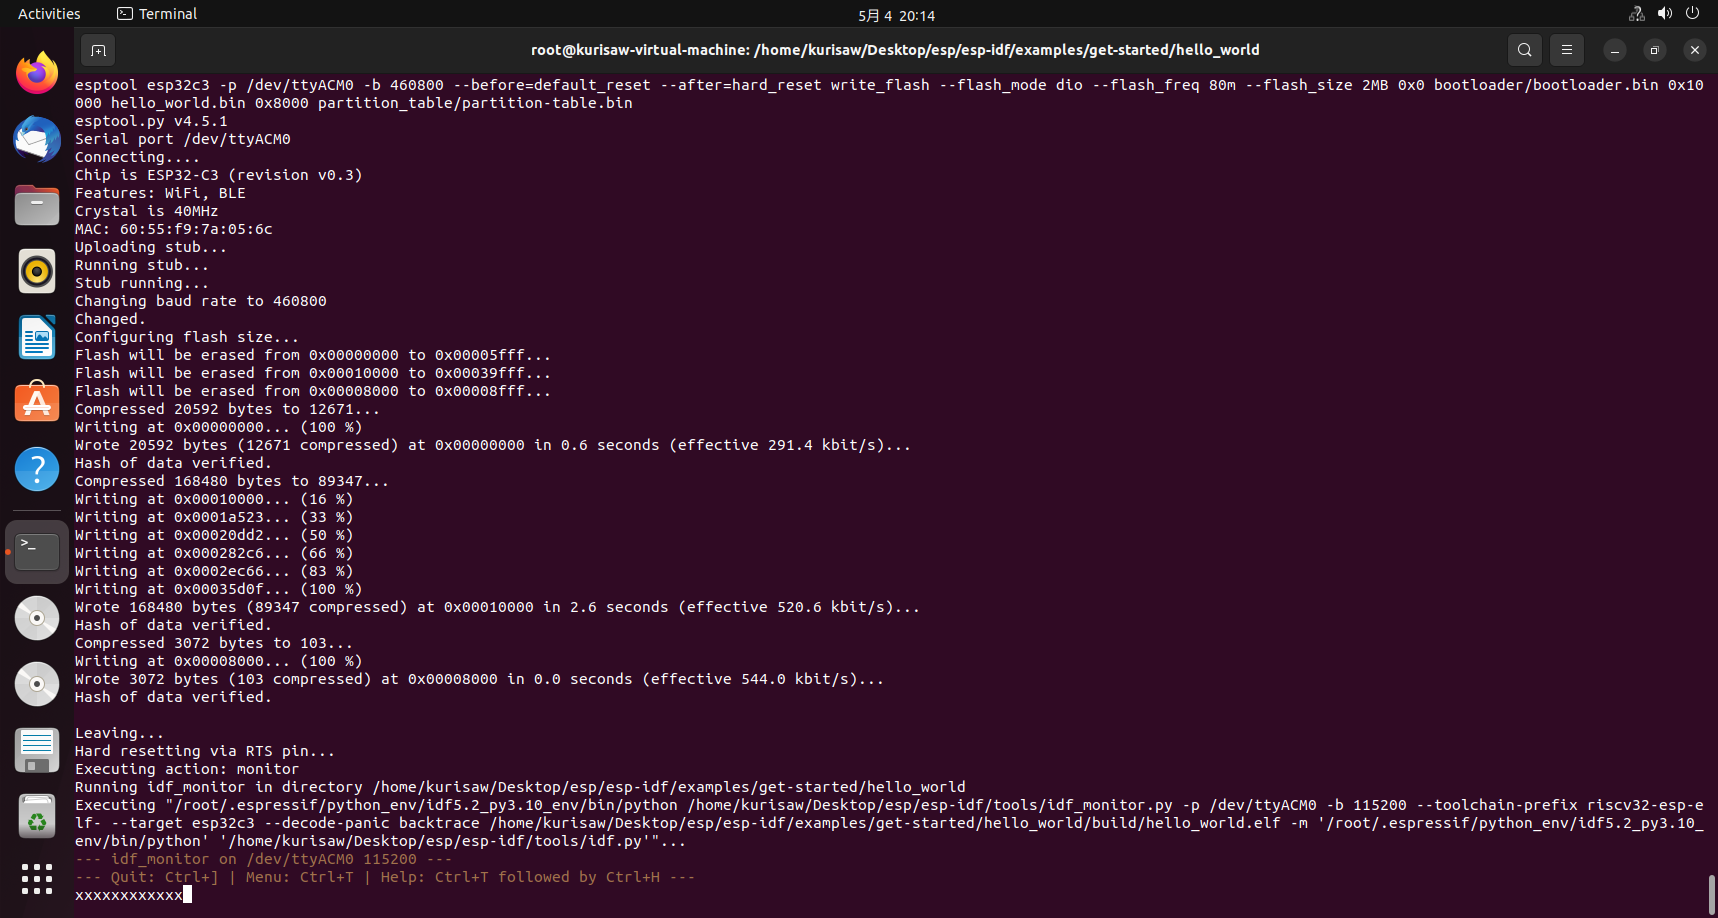 Activities
Terminal
5月 4 20:14
root@kurisaw-virtual-machine: /home/kurisaw/Desktop/esp/esp-idf/examples/get-started/hello_world
esptool esp32c3 -p /dev/ttyACM0 -b 460800 --before=default_reset --after=hard_reset write_flash --flash_mode dio --flash_freq 80m --flash_size 2MB 0x0 bootloader/bootloader.bin 0x10
000 hello_world.bin 0x8000 partition_table/partition-table.bin
esptool.py v4.5.1
Serial port /dev/ttyACM0
Connecting....
Chip is ESP32-C3 (revision v0.3)
Features: WiFi, BLE
Crystal is 40MHz
MAC: 60:55:f9:7a:05:6c
Uploading stub...
Running stub...
Stub running...
Changing baud rate to 460800
Changed.
Configuring flash size...
Flash will be erased from 0x00000000 to 0x00005fff...
Flash will be erased from 0x00010000 to 0x00039fff...
Flash will be erased from 0x00008000 to 0x00008fff...
Compressed 20592 bytes to 12671...
Writing at 0x00000000... (100 %)
Wrote 20592 bytes (12671 compressed) at 0x00000000 in 0.6 seconds (effective 291.4 kbit/s)...
Hash of data verified.
Compressed 168480 bytes to 89347...
Writing at 0x00010000... (16 %)
Writing at 0x0001a523... (33 %)
Writing at 0x00020dd2... (50 %)
Writing at 0x000282c6... (66 %)
Writing at 0x0002ec66... (83 %)
Writing at 0x00035d0f... (100 %)
Wrote 168480 bytes (89347 compressed) at 0x00010000 in 2.6 seconds (effective 520.6 kbit/s)...
Hash of data verified.
Compressed 3072 bytes to 103...
Writing at 0x00008000... (100 %)
Wrote 3072 bytes (103 compressed) at 0x00008000 in 0.0 seconds (effective 544.0 kbit/s)...
Hash of data verified.
Leaving...
Hard resetting via RTS pin...
Executing action: monitor
Running idf_monitor in directory /home/kurisaw/Desktop/esp/esp-idf/examples/get-started/hello_world
Executing "/root/.espressif/python_env/idf5.2_py3.10_env/bin/python /home/kurisaw/Desktop/esp/esp-idf/tools/idf_monitor.py -p /dev/ttyACM0 -b 115200 --toolchain-prefix riscv32-esp-e
lf- --target esp32c3 --decode-panic backtrace /home/kurisaw/Desktop/esp/esp-idf/examples/get-started/hello_world/build/hello_world.elf -m '/root/.espressif/python_env/idf5.2_py3.10_
env/bin/python' '/home/kurisaw/Desktop/esp/esp-idf/tools/idf.py'"...
--- idf_monitor on /dev/ttyACM0 115200 ---
--- Quit: Ctrl+] | Menu: Ctrl+T | Help: Ctrl+T followed by Ctrl+H ---
xxxxxxxxxxxx